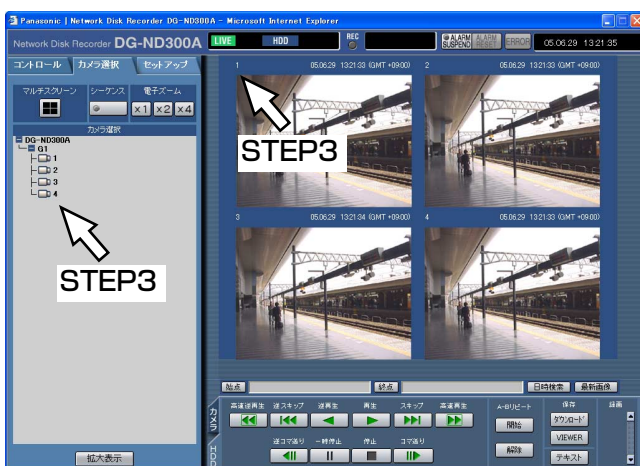 Panasonic | Network Disk Recorder DG-ND300A - Microsoft Internet Explorer
Network Disk Recorder DG-ND300A
LIVE HDD REC ALARM SUSPEND ALARM RESET ERROR 05.06.29 13:21:35
コントロール カメラ選択 セットアップ
マルチスクリーン シーケンス 電子ズーム
x1 x2 x4
カメラ選択
DG-ND300A
G1
1
2
3
4
STEP3
拡大表示
1 05.06.29 13:21:33 (GMT +09:00)
2 05.06.29 13:21:33 (GMT +09:00)
STEP3
3 05.06.29 13:21:34 (GMT +09:00)
4 05.06.29 13:21:33 (GMT +09:00)
始点 終点 日時検索 最新画像
カメラ
HDD
高速逆再生 逆スキップ 逆再生 再生 スキップ 高速再生
逆コマ送り 一時停止 停止 コマ送り
A-Bリピート
開始
解除
保存
ダウンロード
VIEWER
テキスト
録画